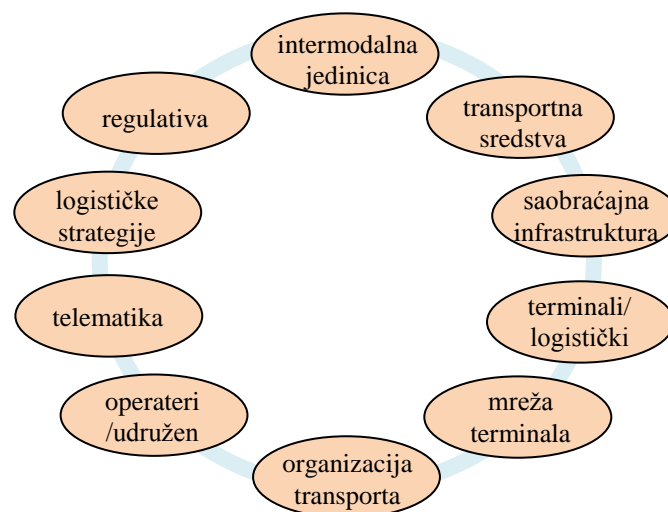 intermodalna
jedinica
transportna
sredstva
saobraćajna
infrastruktura
terminali/
logistički
mreža
terminala
organizacija
transporta
operateri
/udružen
telematika
logističke
strategije
regulativa